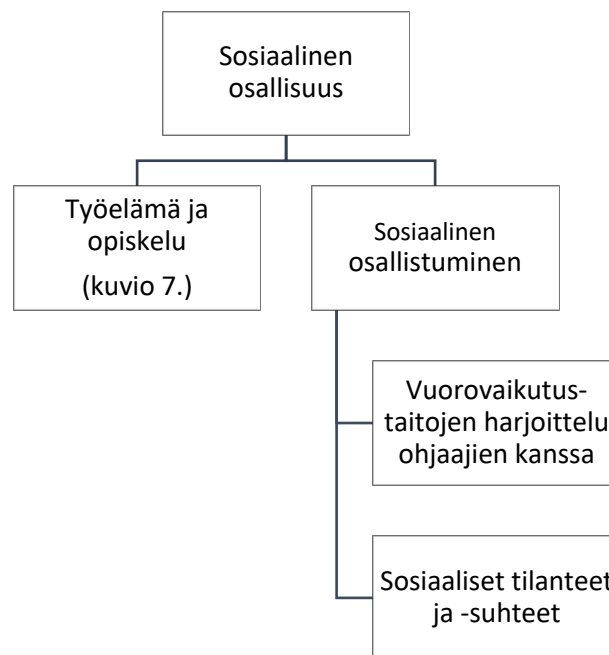 Sosiaalinen
osallisuus
Työelämä ja
opiskelu
(kuvio 7.)
Sosiaalinen
osallistuminen
Vuorovaikutus-
taitojen harjoittelu
ohjaajien kanssa
Sosiaaliset tilanteet
ja -suhteet